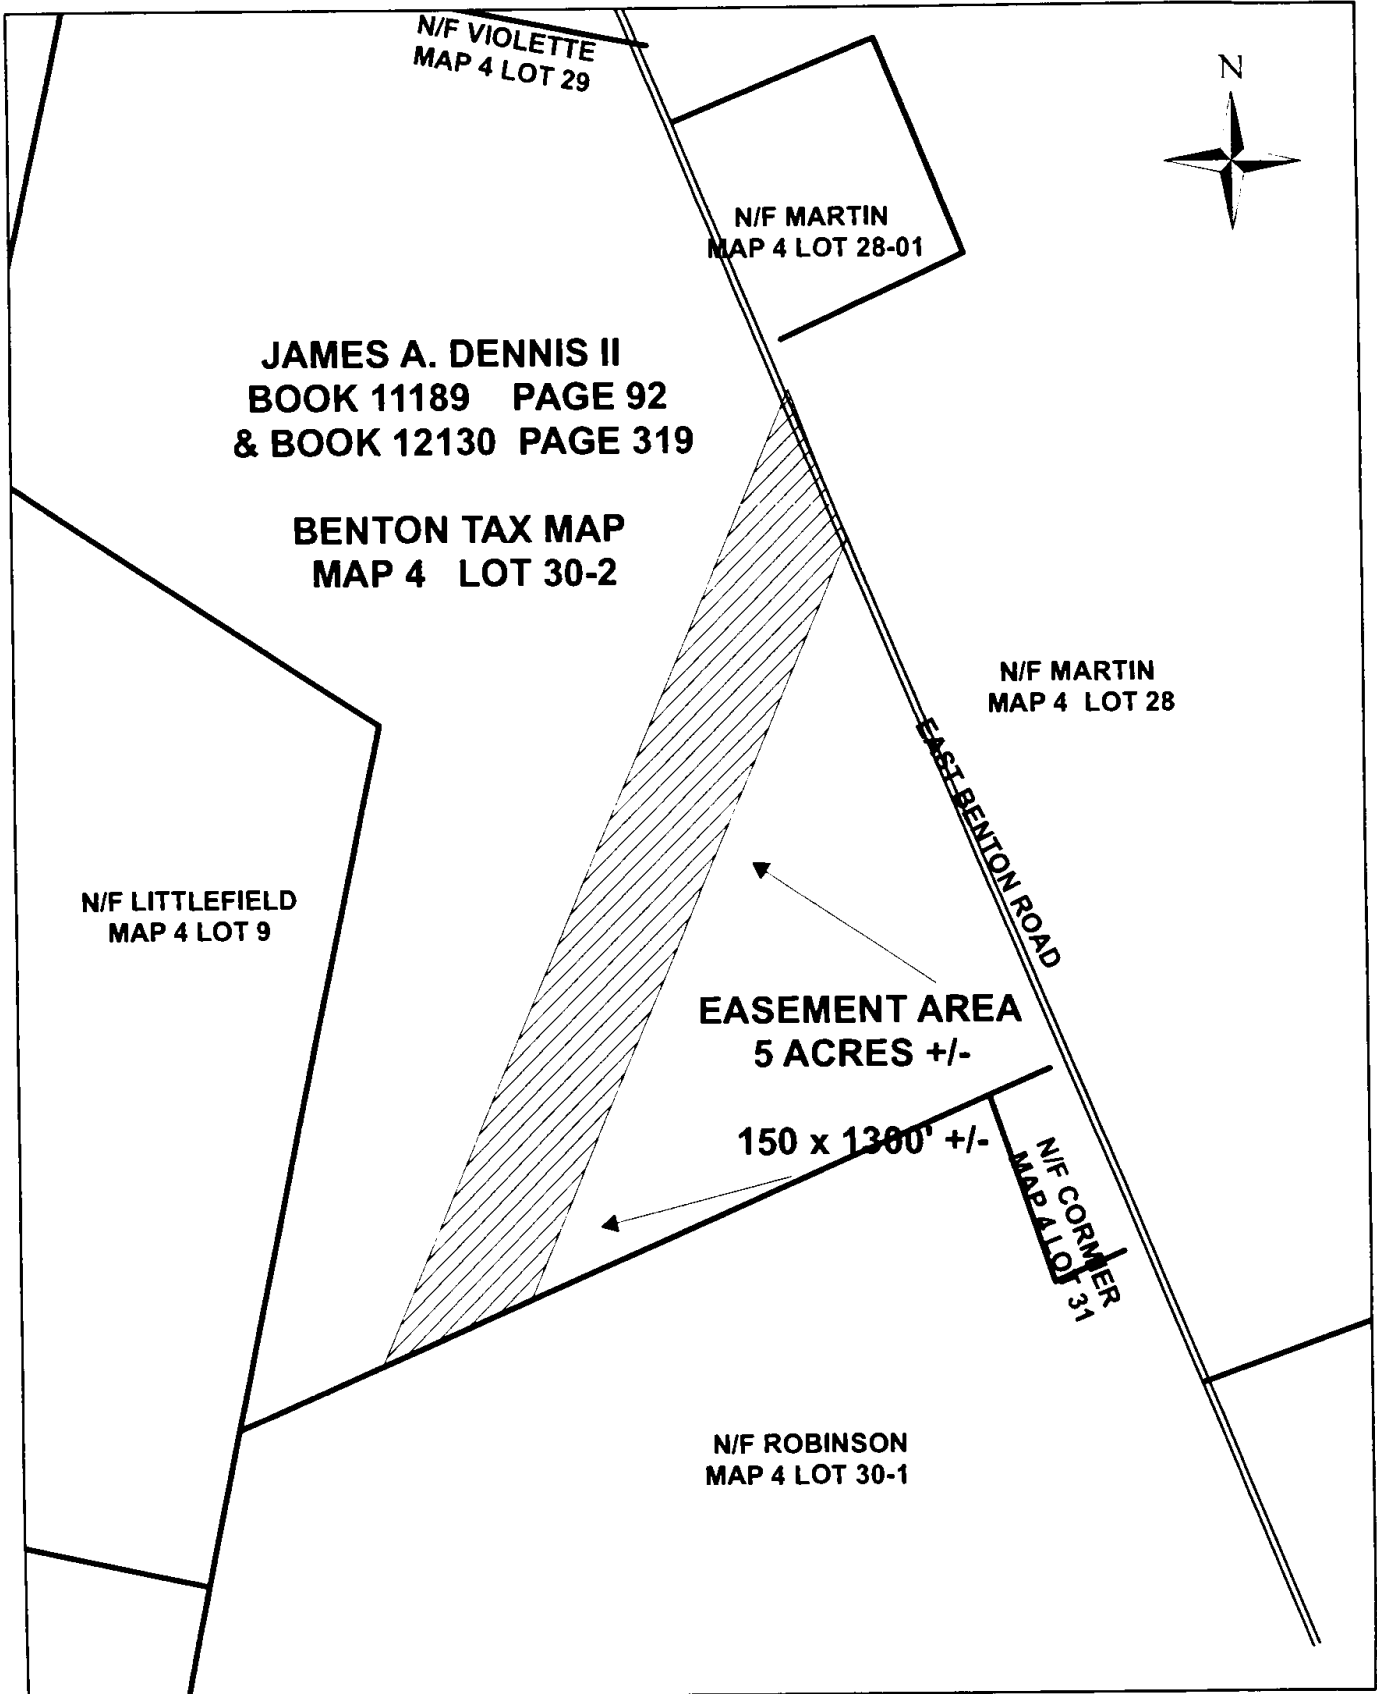 N/F VIOLETTE
MAP 4 LOT 29
N
N/F MARTIN
MAP 4 LOT 28-01
JAMES A. DENNIS II
BOOK 11189 PAGE 92
& BOOK 12130 PAGE 319
BENTON TAX MAP
MAP 4 LOT 30-2
N/F MARTIN
MAP 4 LOT 28
EAST BENTON ROAD
N/F LITTLEFIELD
MAP 4 LOT 9
EASEMENT AREA
5 ACRES +/-
150 x 1300' +/-
N/F CORMIER
MAP 4 LOT 31
N/F ROBINSON
MAP 4 LOT 30-1